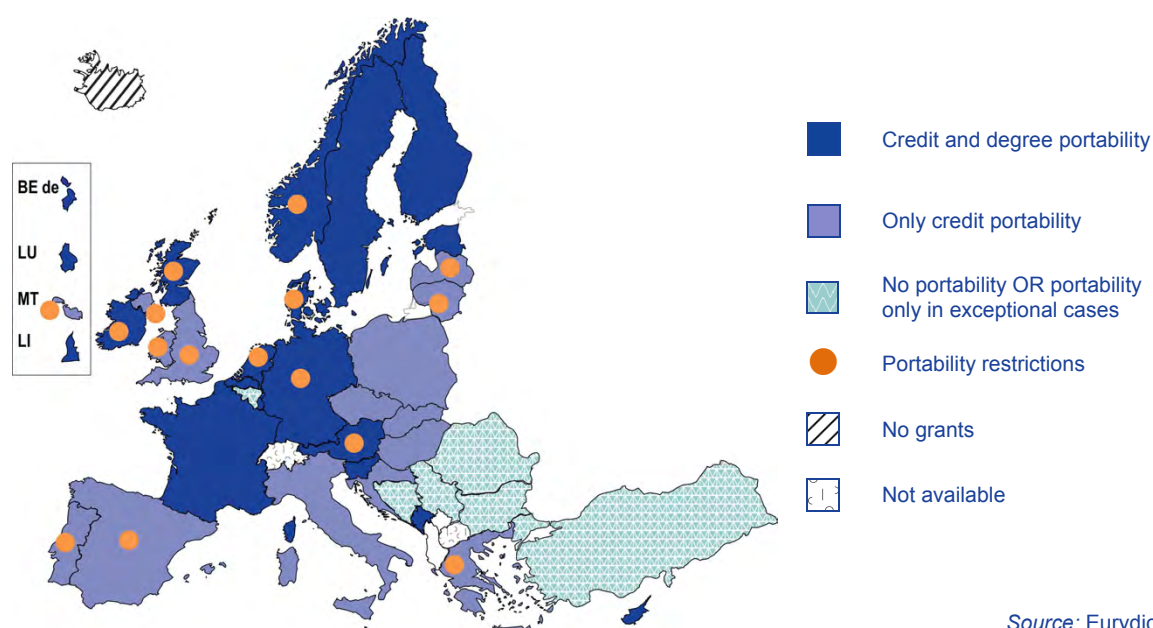 BE de
LU
MT
LI
Credit and degree portability
Only credit portability
No portability OR portability
only in exceptional cases
Portability restrictions
No grants
Not available
Source: